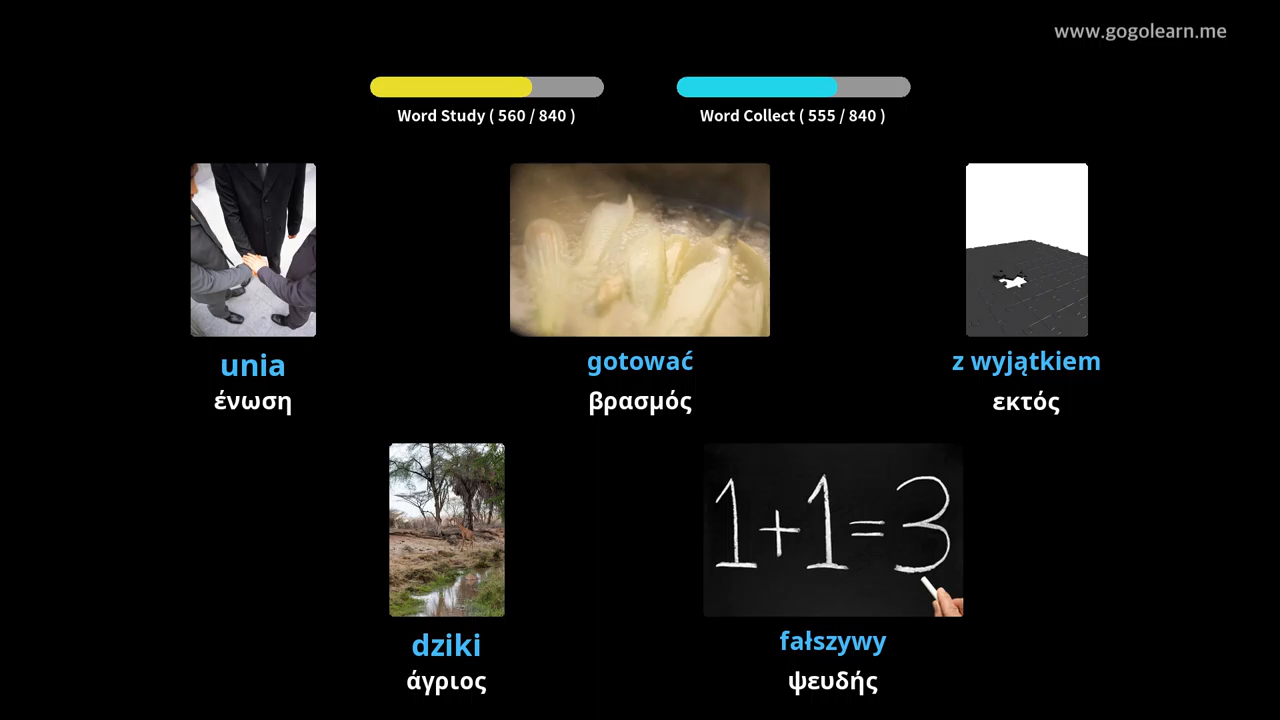 www.gogolearn.me
Word Study ( 560 / 840 )
Word Collect ( 555 / 840 )
unia
ένωση
gotować
βρασμός
z wyjątkiem
εκτός
1+1=3
dziki
άγριος
fałszywy
ψευδής